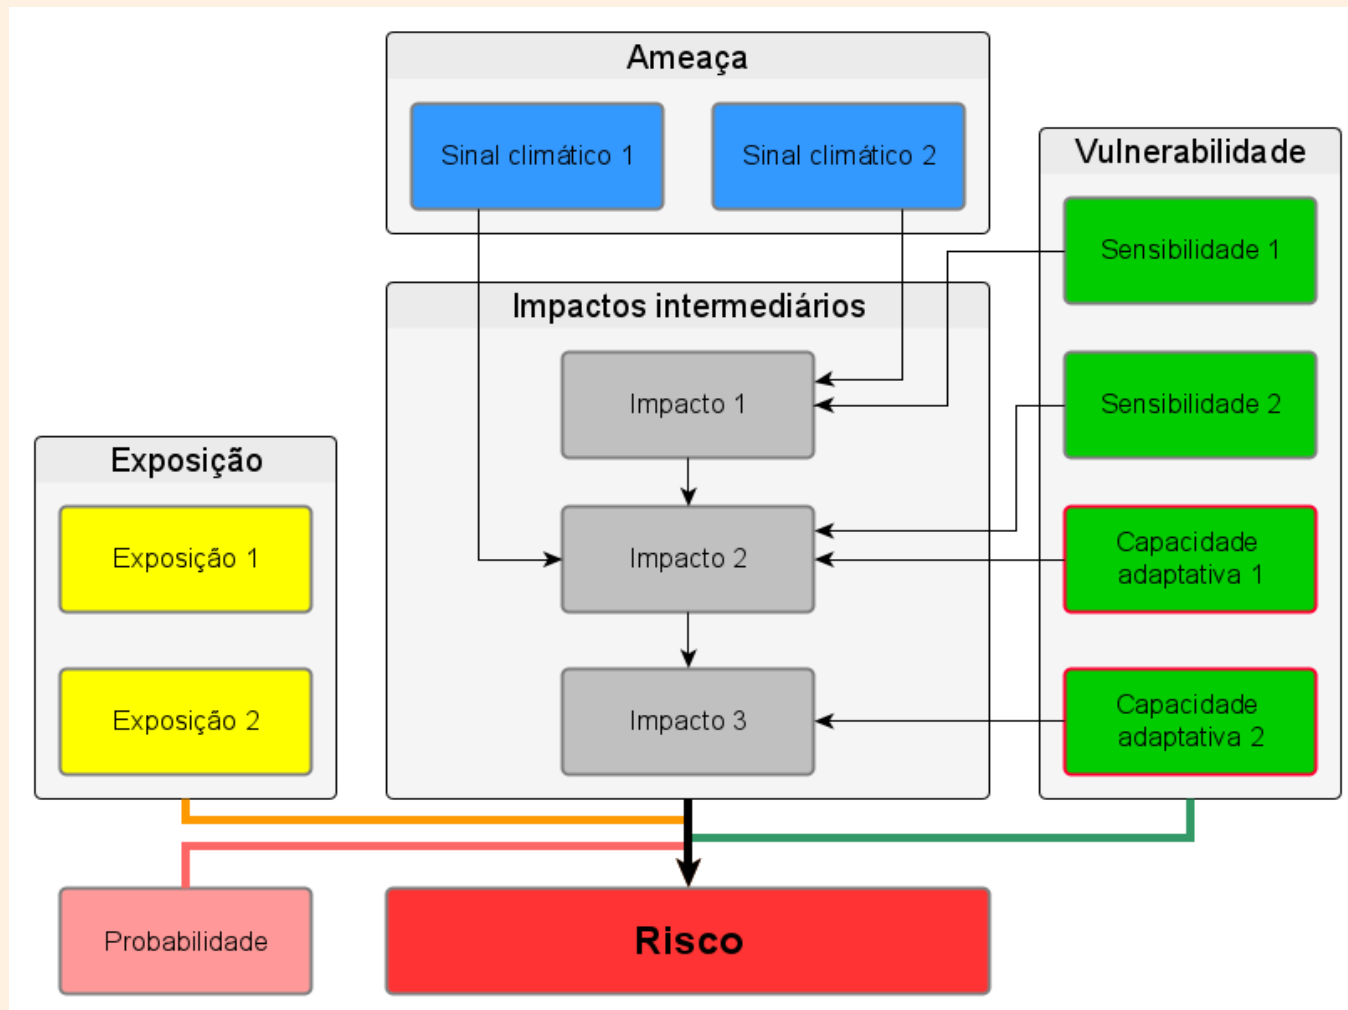 Ameaça
Sinal climático 1
Sinal climático 2
Vulnerabilidade
Sensibilidade 1
Sensibilidade 2
Capacidade
adaptativa 1
Capacidade
adaptativa 2
Impactos intermediários
Impacto 1
Impacto 2
Impacto 3
Exposição
Exposição 1
Exposição 2
Probabilidade
Risco